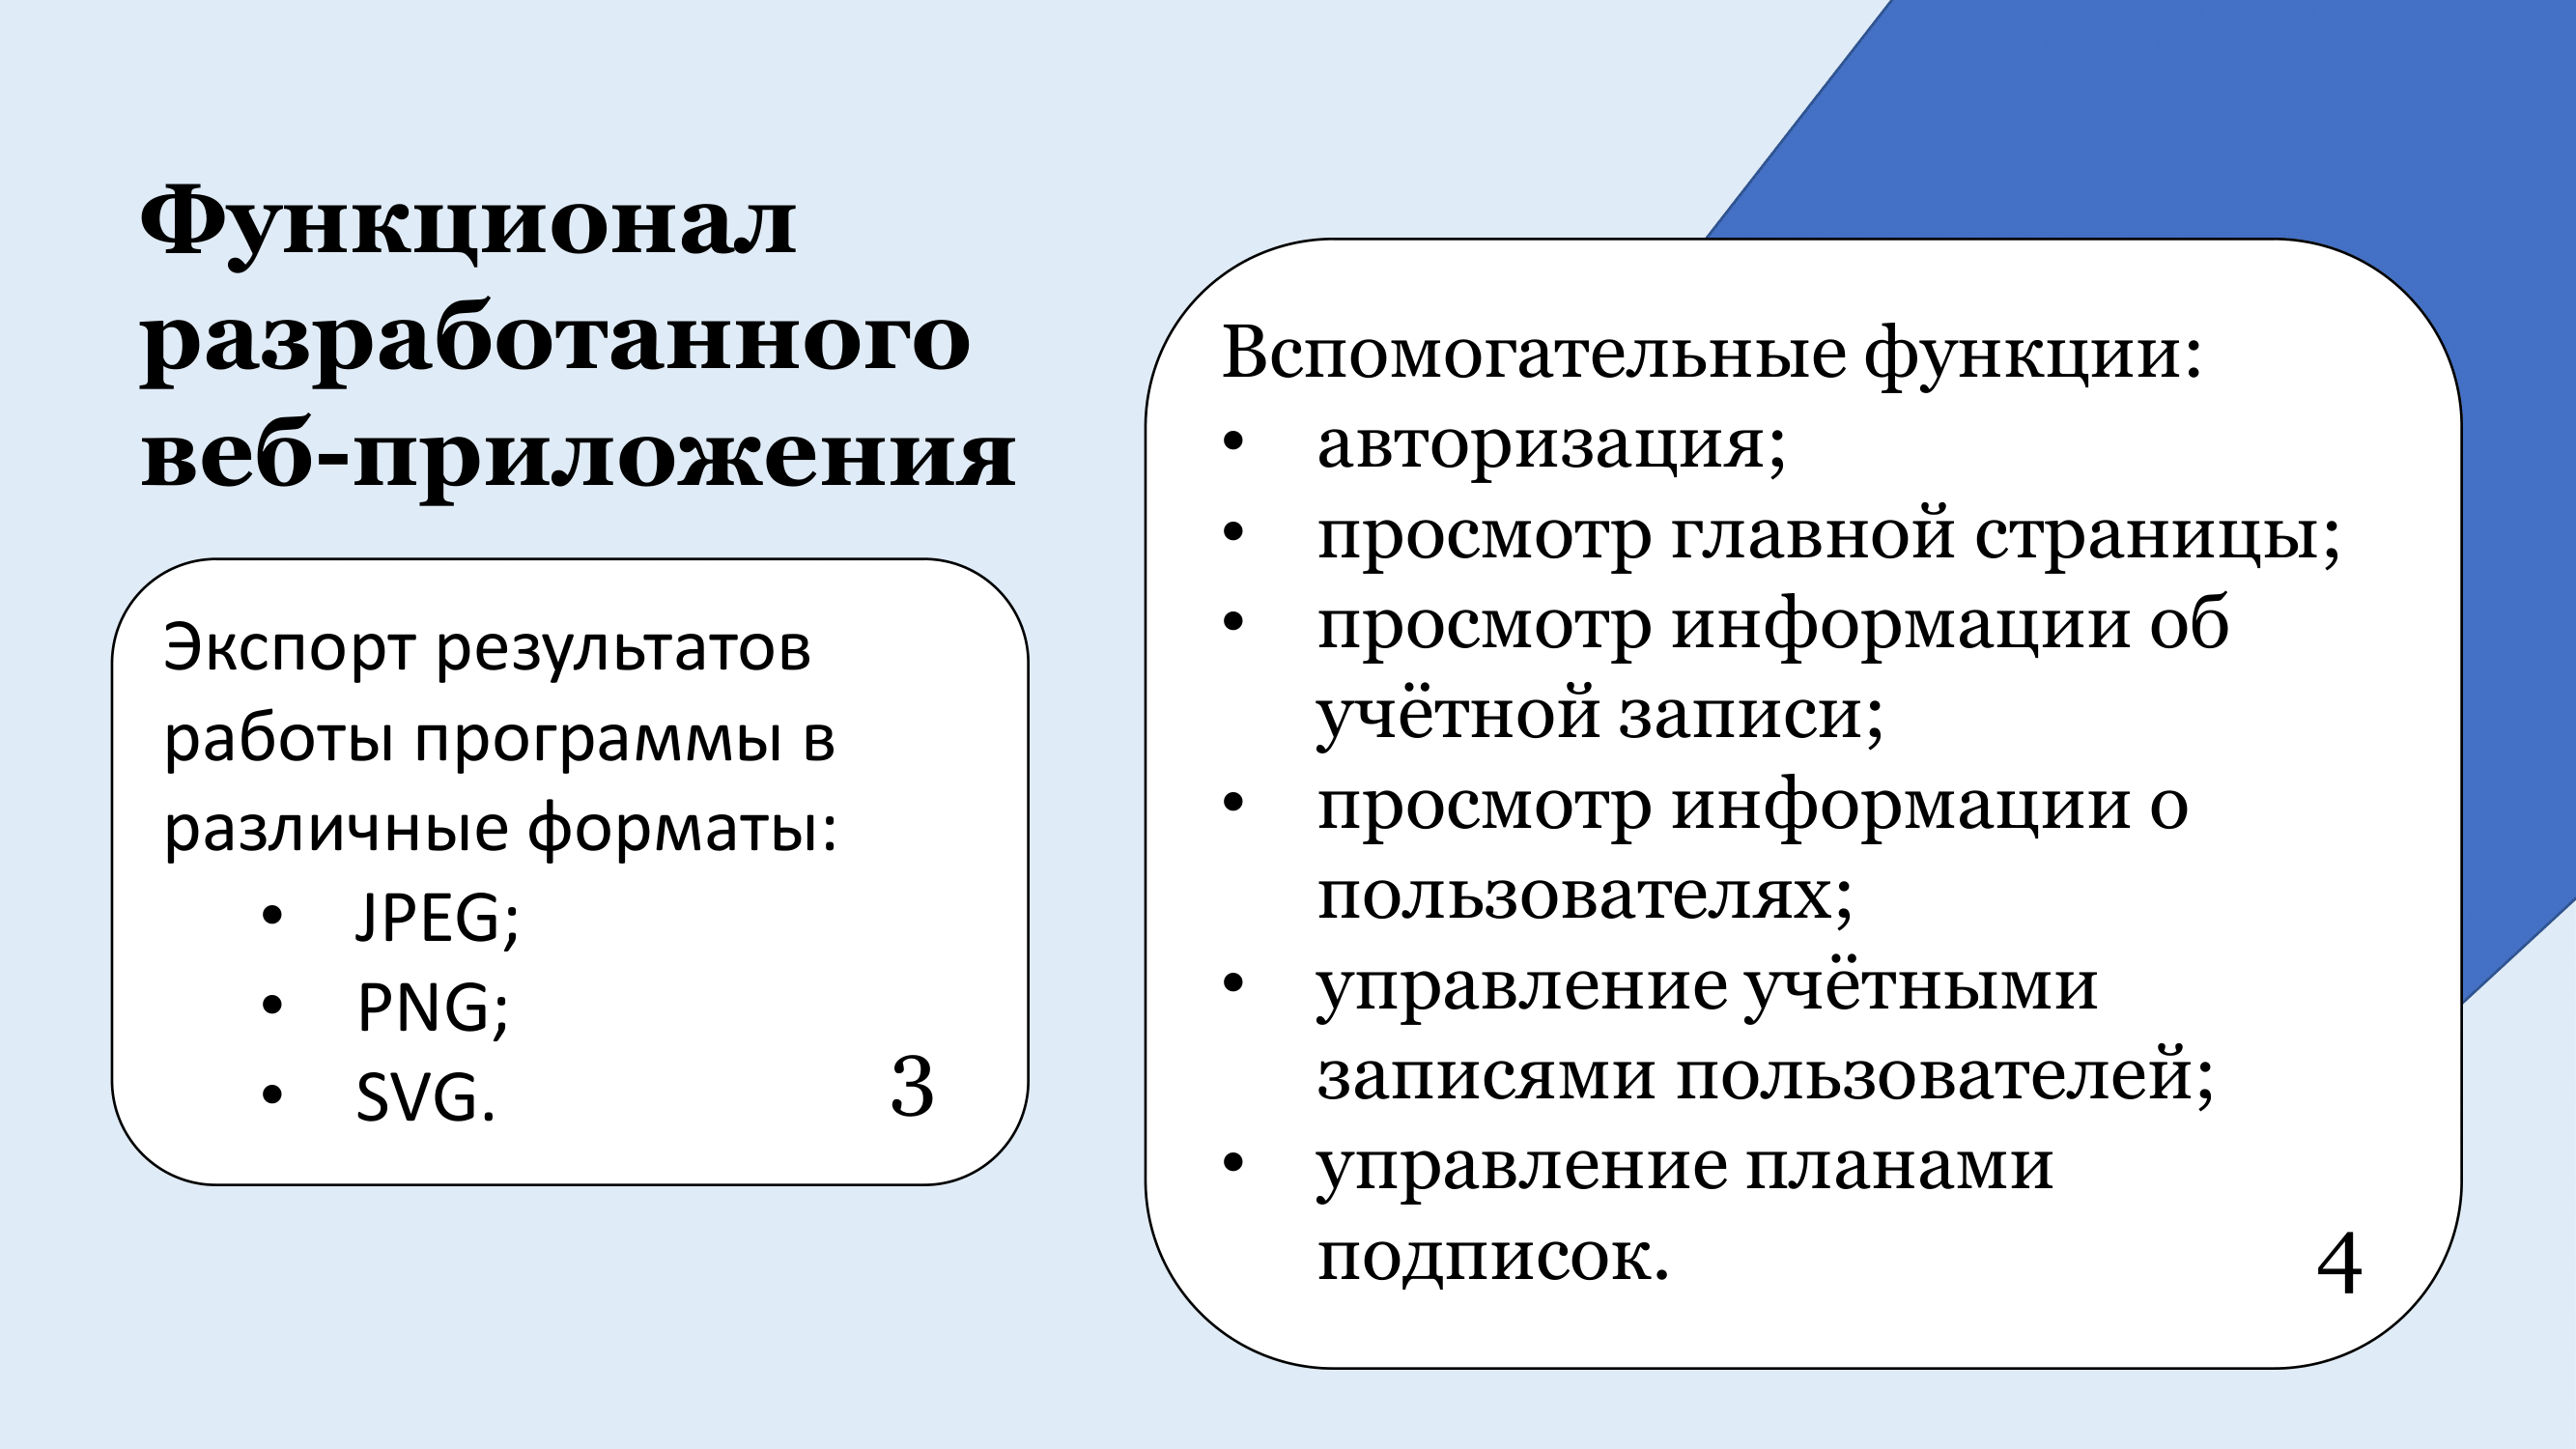 Функционал
разработанного
веб-приложения
Экспорт результатов
работы программы в
различные форматы:
• JPEG;
• PNG;
• SVG.
3
Вспомогательные функции:
• авторизация;
• просмотр главной страницы;
• просмотр информации об
учётной записи;
• просмотр информации о
пользователях;
• управление учётными
записями пользователей;
• управление планами
подписок.
4